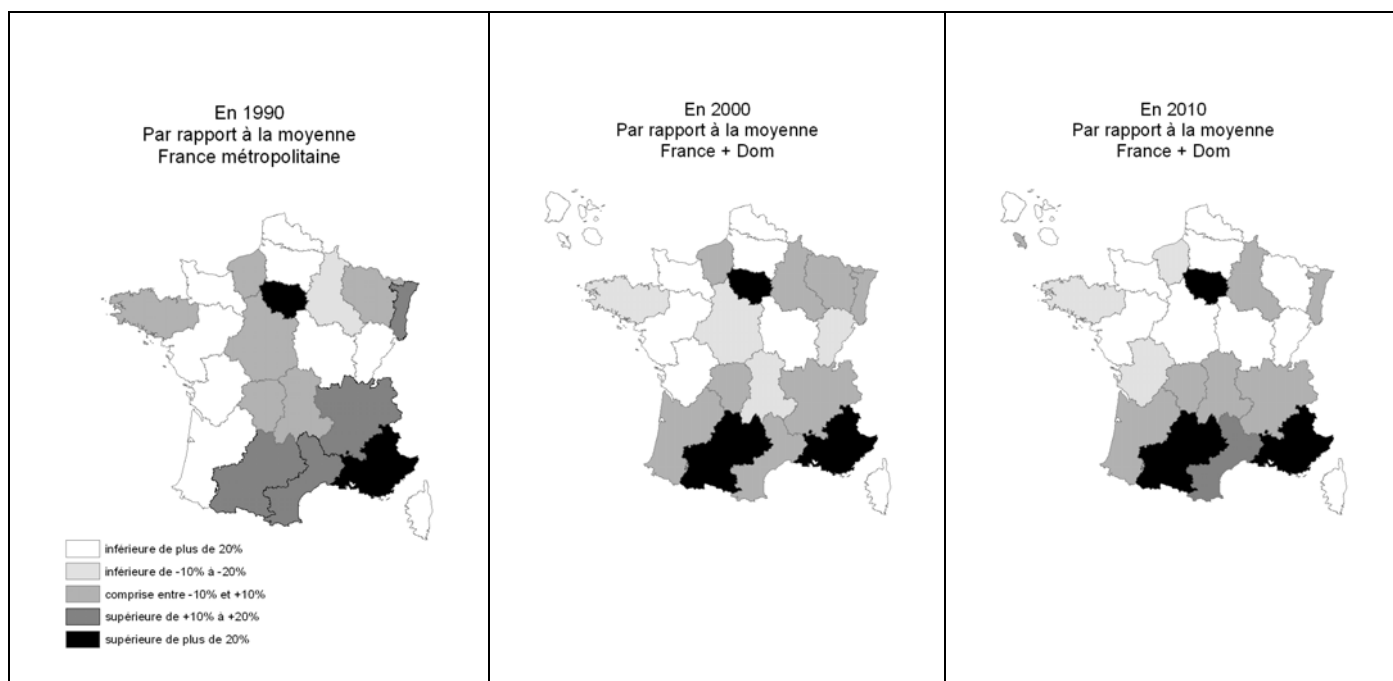 En 1990
Par rapport à la moyenne
France métropolitaine
inférieure de plus de 20%
inférieure de -10% à -20%
comprise entre -10% et +10%
supérieure de +10% à +20%
supérieure de plus de 20%
En 2000
Par rapport à la moyenne
France + Dom
En 2010
Par rapport à la moyenne
France + Dom